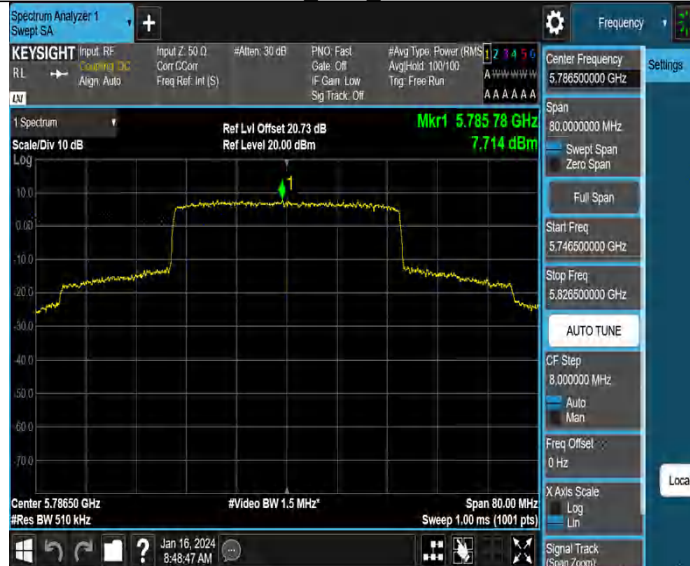 Spectrum Analyzer 1
Swept SA
+
Frequency
KEYSIGHT
RL
LXI
Input: RF
Coupling: DC
Align: Auto
Input Z: 50 Ω
Corr CCorr
Freq Ref: Int (S)
#Atten: 30 dB
PNO: Fast
Gate: Off
IF Gain: Low
Sig Track: Off
#Avg Type: Power (RMS
Avg|Hold: 100/100
Trig: Free Run
1 2 3 4 5 6
A W W W W W
A A A A A A
Center Frequency
5.786500000 GHz
Settings
Span
80.0000000 MHz
Swept Span
Zero Span
Full Span
Start Freq
5.746500000 GHz
Stop Freq
5.826500000 GHz
AUTO TUNE
CF Step
8.000000 MHz
Auto
Man
Freq Offset
0 Hz
X Axis Scale
Log
Lin
Local
Signal Track
(Span Zoom)
1 Spectrum
Scale/Div 10 dB
Ref Lvl Offset 20.73 dB
Ref Level 20.00 dBm
Mkr1 5.785 78 GHz
7.714 dBm
Log
1
10.0
0.00
-10.0
-20.0
-30.0
-40.0
-50.0
-60.0
-70.0
Center 5.78650 GHz
#Video BW 1.5 MHz*
Span 80.00 MHz
#Res BW 510 kHz
Sweep 1.00 ms (1001 pts)
?
Jan 16, 2024
8:48:47 AM